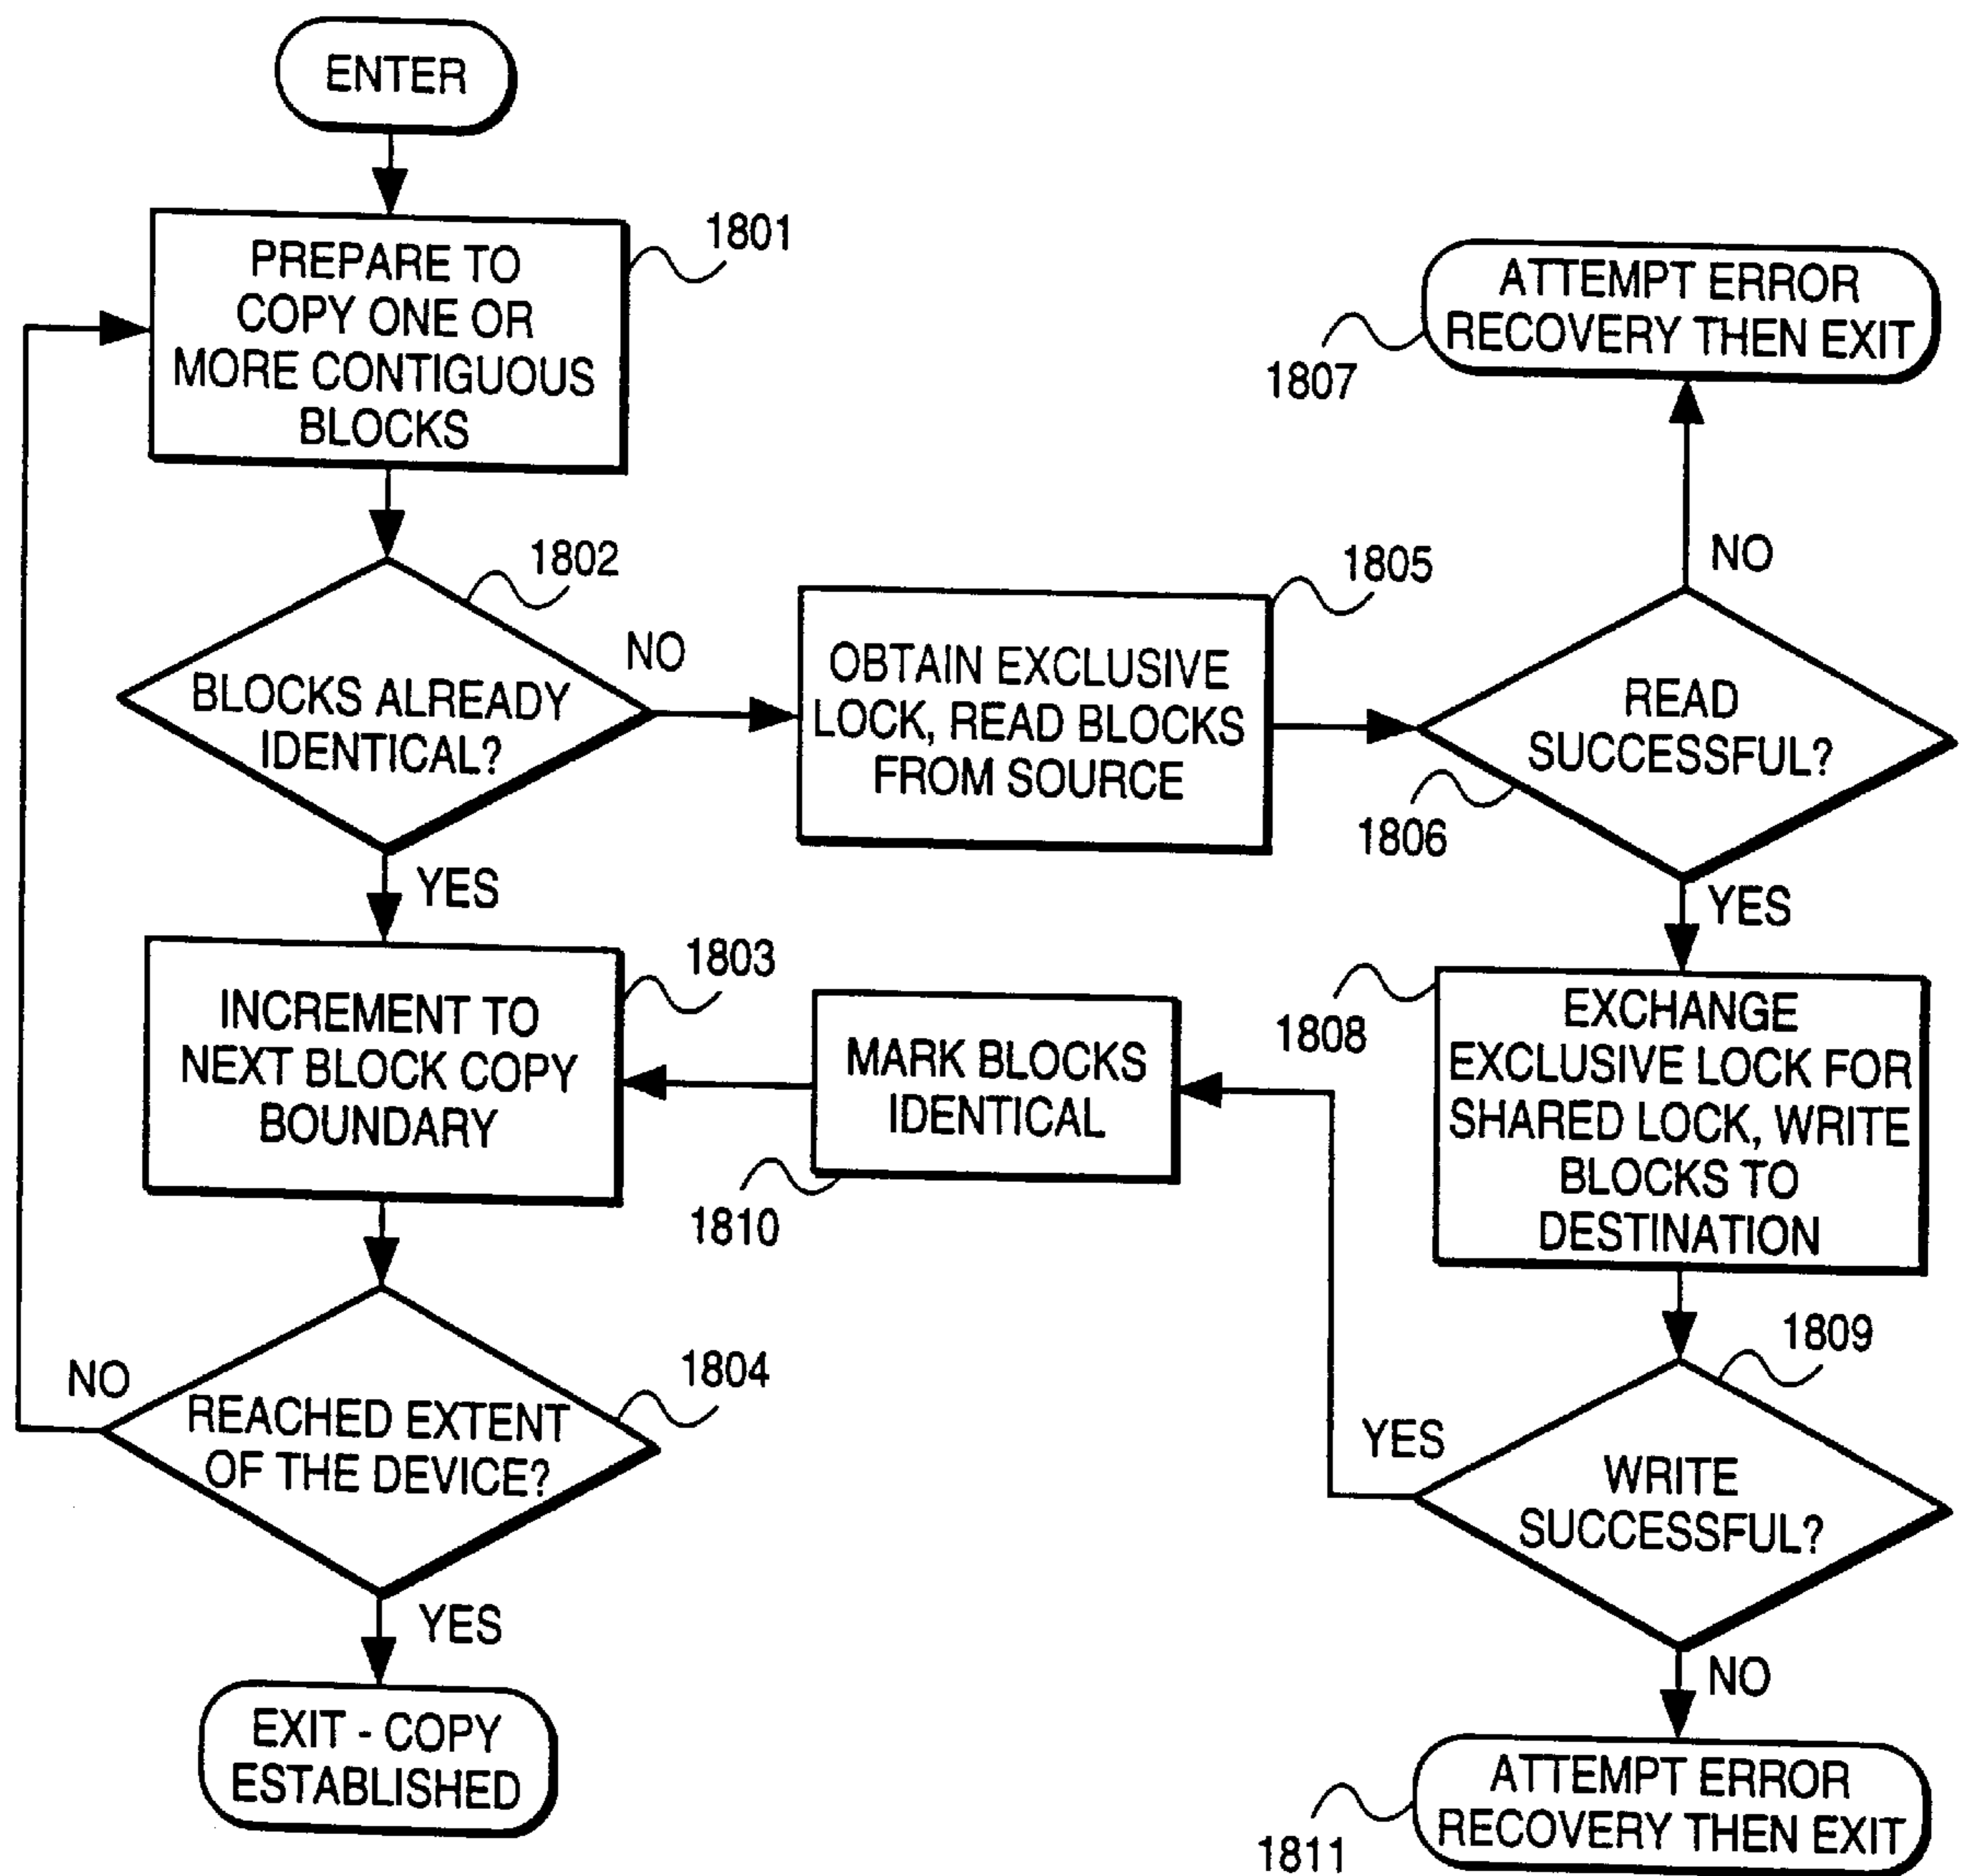 ENTER
PREPARE TO
COPY ONE OR
MORE CONTIGUOUS
BLOCKS
1801
BLOCKS ALREADY
IDENTICAL?
1802
NO
YES
INCREMENT TO
NEXT BLOCK COPY
BOUNDARY
1803
REACHED EXTENT
OF THE DEVICE?
1804
NO
YES
EXIT - COPY
ESTABLISHED
OBTAIN EXCLUSIVE
LOCK, READ BLOCKS
FROM SOURCE
1805
READ
SUCCESSFUL?
1806
NO
ATTEMPT ERROR
RECOVERY THEN EXIT
1807
YES
EXCHANGE
EXCLUSIVE LOCK FOR
SHARED LOCK, WRITE
BLOCKS TO
DESTINATION
1808
WRITE
SUCCESSFUL?
1809
YES
MARK BLOCKS
IDENTICAL
1810
NO
ATTEMPT ERROR
RECOVERY THEN EXIT
1811